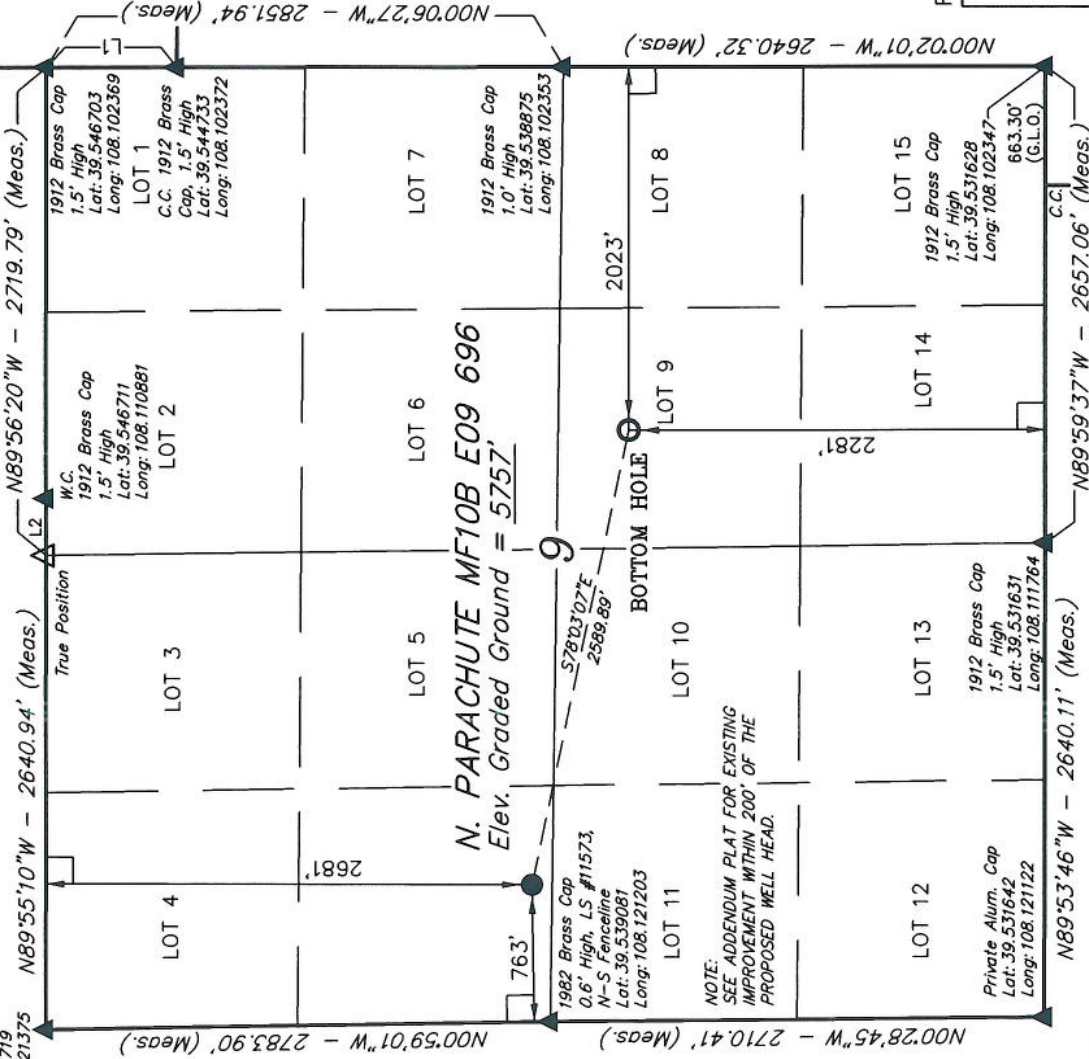 719
21375
N89°55'10"W - 2640.94' (Meas.)
N89°56'20"W - 2719.79' (Meas.)
True Position
L2
W.C.
1912 Brass Cap
1.5' High
Lat: 39.546711
Long: 108.110881
LOT 2
1912 Brass Cap
1.5' High
Lat: 39.546703
Long: 108.102369
LOT 1
C.C. 1912 Brass
Cap, 1.5' High
Lat: 39.544733
Long: 108.102372
L1
N00°06'27"W - 2851.94' (Meas.)
LOT 4
LOT 3
N00°59'01"W - 2783.90' (Meas.)
2681'
LOT 5
LOT 6
LOT 7
N. PARACHUTE MF10B E09 696
Elev. Graded Ground = 5757'
763'
1912 Brass Cap
1.0' High
Lat: 39.538875
Long: 108.102353
9
1982 Brass Cap
0.6' High, LS #11573,
N-S Fenceline
Lat: 39.539081
Long: 108.121203
LOT 11
S78°03'07"E
2589.89'
LOT 10
BOTTOM HOLE
LOT 9
2023'
LOT 8
N00°02'01"W - 2640.32' (Meas.)
NOTE:
SEE ADDENDUM PLAT FOR EXISTING
IMPROVEMENT WITHIN 200' OF THE
PROPOSED WELL HEAD.
N00°28'45"W - 2710.41' (Meas.)
2281'
LOT 12
LOT 13
LOT 14
LOT 15
1912 Brass Cap
1.5' High
Lat: 39.531628
Long: 108.102347
663.30'
(G.L.O.)
Private Alum. Cap
Lat: 39.531642
Long: 108.121122
1912 Brass Cap
1.5' High
Lat: 39.531631
Long: 108.111764
C.C.
N89°53'46"W - 2640.11' (Meas.)
N89°59'37"W - 2657.06' (Meas.)